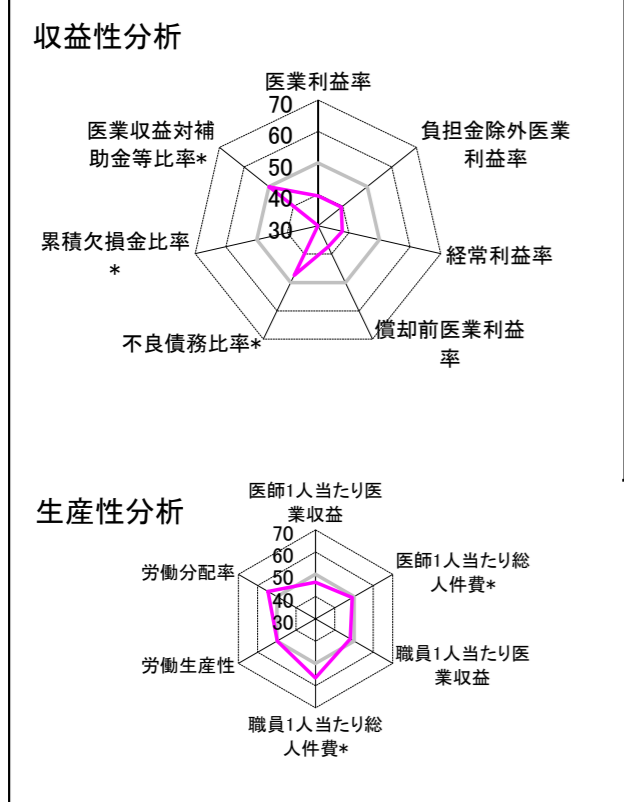 収益性分析
医業利益率
70
60
50
40
30
負担金除外医業
利益率
経常利益率
償却前医業利益
率
不良債務比率*
累積欠損金比率
*
医業収益対補
助金等比率*
生産性分析
医師1人当たり医
業収益
70
60
50
40
30
医師1人当たり総
人件費*
職員1人当たり医
業収益
職員1人当たり総
人件費*
労働生産性
労働分配率